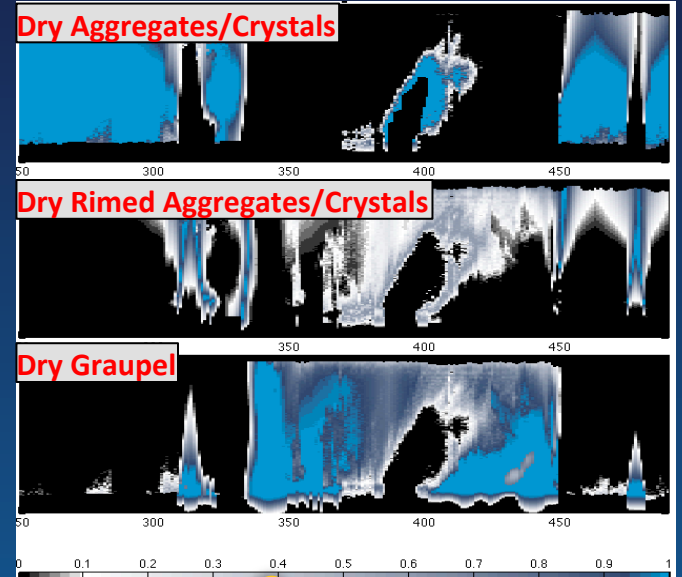 Dry Aggregates/Crystals
50 300 350 400 450
Dry Rimed Aggregates/Crystals
350 400 450
Dry Graupel
50 300 350 400 450
0 0.1 0.2 0.3 0.4 0.5 0.6 0.7 0.8 0.9 1